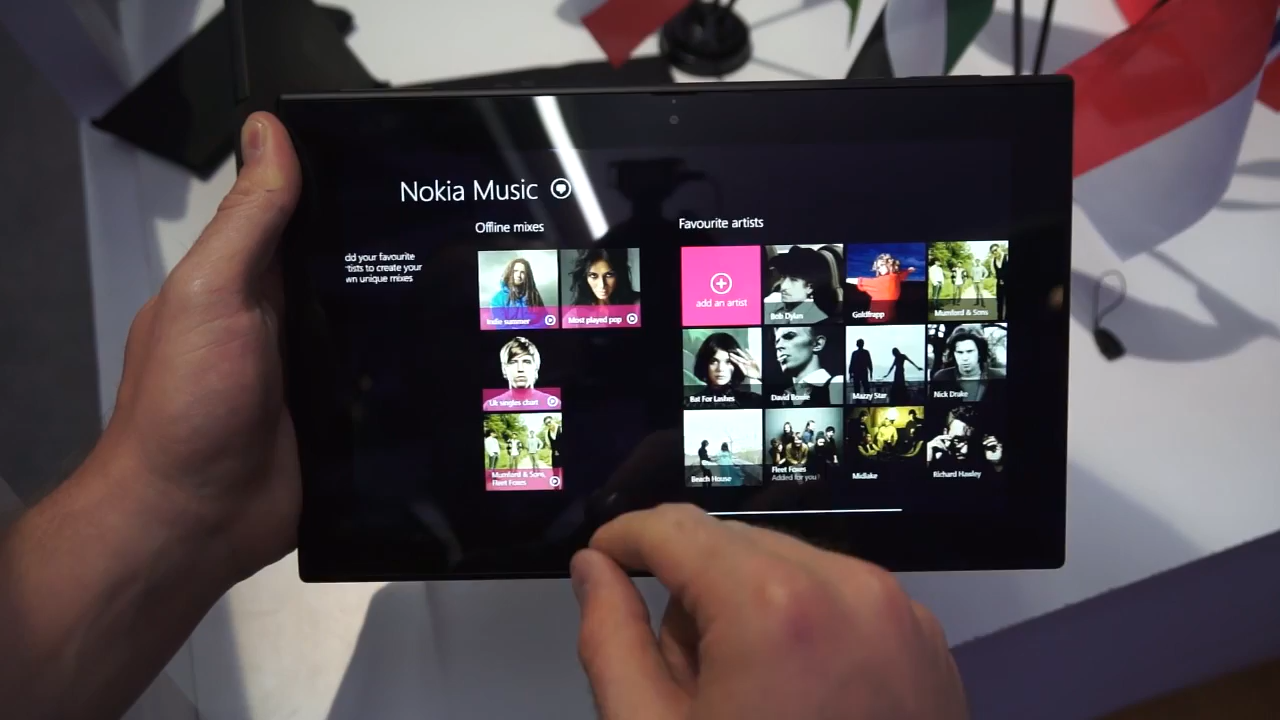 Nokia Music
Offline mixes
Favourite artists
dd your favourite
tists to create your
wn unique mixes
Indie summer
Most played pop
Uk singles chart
Mumford & Sons,
Fleet Foxes
add an artist
Bob Dylan
Goldfrapp
Mumford & Sons
Bat For Lashes
David Bowie
Mazzy Star
Nick Drake
Beach House
Fleet Foxes
Added for you
Midlake
Richard Hawley